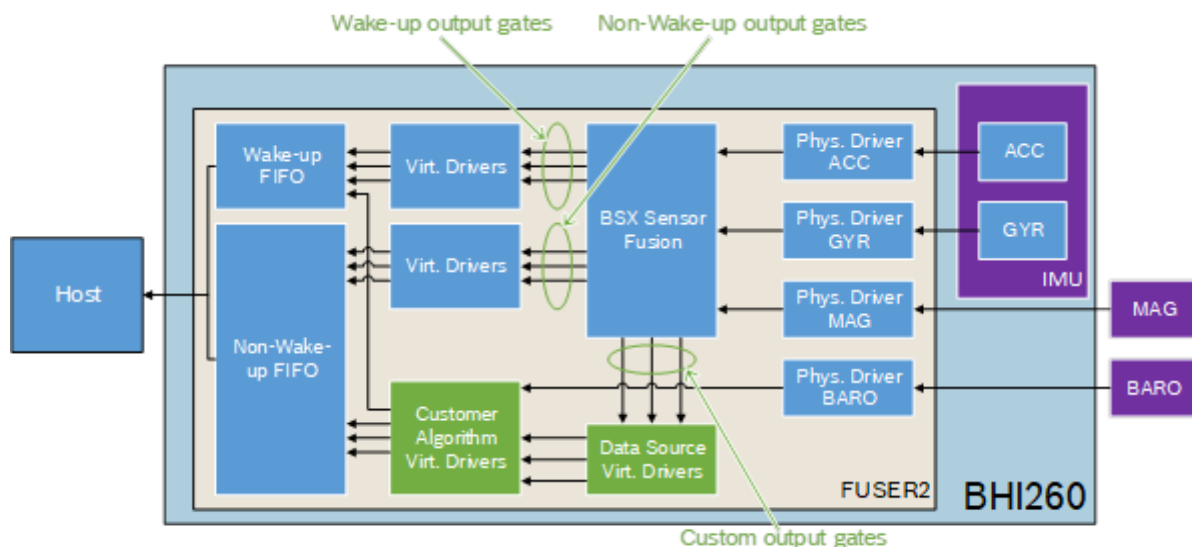 Wake-up output gates
Non-Wake-up output gates
Wake-up
FIFO
Virt. Drivers
BSX Sensor
Fusion
Phys. Driver
ACC
ACC
Phys. Driver
GYR
GYR
IMU
Host
Non-Wake-
up FIFO
Virt. Drivers
Phys. Driver
MAG
MAG
Phys. Driver
BARO
BARO
Customer
Algorithm
Virt. Drivers
Data Source
Virt. Drivers
FUSER2
BHI260
Custom output gates